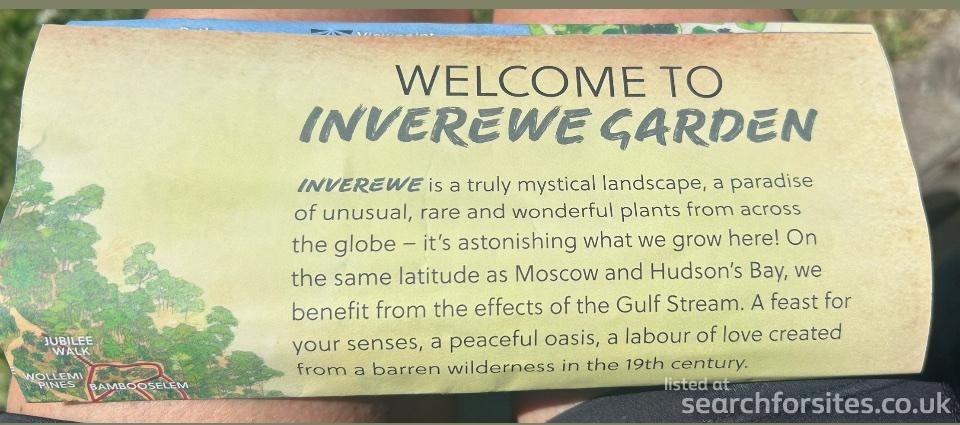 Viewpoint
WELCOME TO
INVEREWE GARDEN
INVEREWE is a truly mystical landscape, a paradise
of unusual, rare and wonderful plants from across
the globe – it's astonishing what we grow here! On
the same latitude as Moscow and Hudson's Bay, we
benefit from the effects of the Gulf Stream. A feast for
your senses, a peaceful oasis, a labour of love created
from a barren wilderness in the 19th century.
JUBILEE
WALK
WOLLEMI
PINES
BAMBOOSELEM
listed at
searchforsites.co.uk